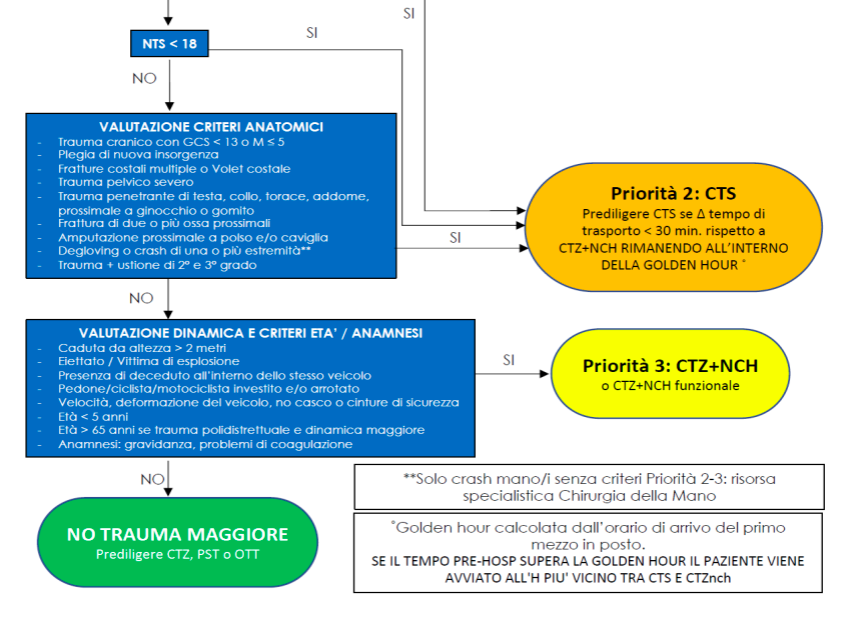 SI
NTS < 18
SI
NO
VALUTAZIONE CRITERI ANATOMICI
- Trauma cranico con GCS < 13 o M ≤ 5
- Plegia di nuova insorgenza
- Fratture costali multiple o Volet costale
- Trauma pelvico severo
- Trauma penetrante di testa, collo, torace, addome,
prossimale a ginocchio o gomito
- Frattura di due o più ossa prossimali
- Amputazione prossimale a polso e/o caviglia
- Degloving o crash di una o più estremità**
- Trauma + ustione di 2° e 3° grado
SI
Priorità 2: CTS
Prediligere CTS se Δ tempo di
trasporto < 30 min. rispetto a
CTZ+NCH RIMANENDO ALL'INTERNO
DELLA GOLDEN HOUR °
NO
VALUTAZIONE DINAMICA E CRITERI ETA' / ANAMNESI
- Caduta da altezza > 2 metri
- Eiettato / Vittima di esplosione
- Presenza di deceduto all'interno dello stesso veicolo
- Pedone/ciclista/motociclista investito e/o arrotato
- Velocità, deformazione del veicolo, no casco o cinture di sicurezza
- Età < 5 anni
- Età > 65 anni se trauma polidistrettuale e dinamica maggiore
- Anamnesi: gravidanza, problemi di coagulazione
SI
Priorità 3: CTZ+NCH
o CTZ+NCH funzionale
NO
NO TRAUMA MAGGIORE
Prediligere CTZ, PST o OTT
**Solo crash mano/i senza criteri Priorità 2-3: risorsa
specialistica Chirurgia della Mano
°Golden hour calcolata dall'orario di arrivo del primo
mezzo in posto.
SE IL TEMPO PRE-HOSP SUPERA LA GOLDEN HOUR IL PAZIENTE VIENE
AVVIATO ALL'H PIU' VICINO TRA CTS E CTZnch